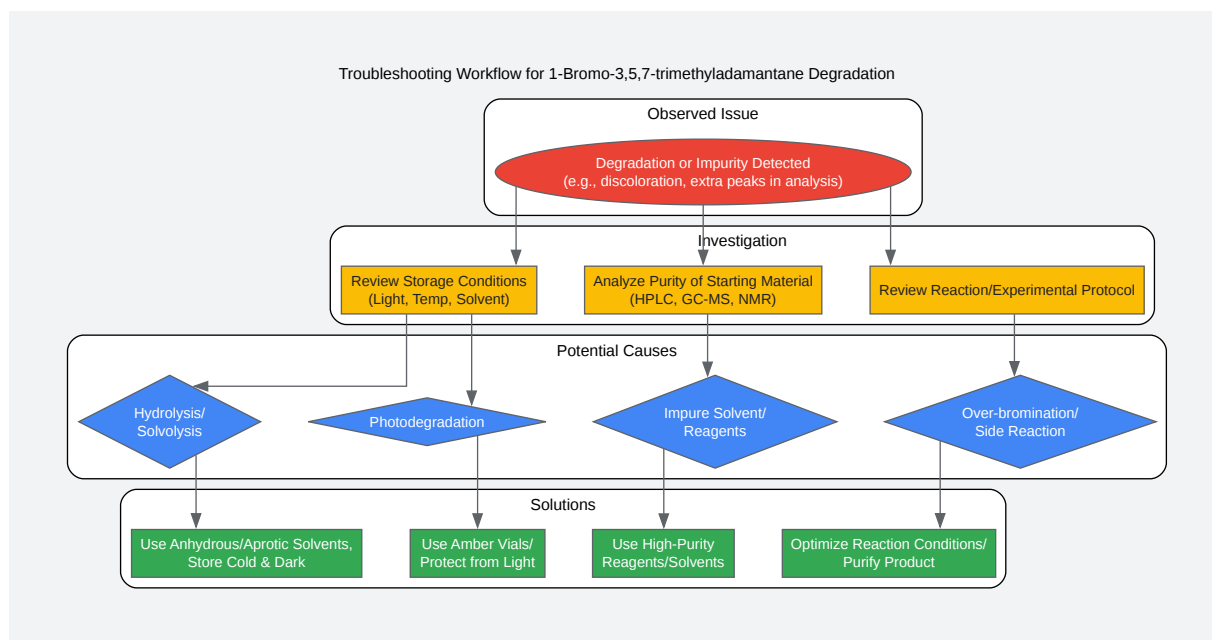 Troubleshooting Workflow for 1-Bromo-3,5,7-trimethyladamantane Degradation
Observed Issue
Degradation or Impurity Detected
(e.g., discoloration, extra peaks in analysis)
Investigation
Review Storage Conditions
(Light, Temp, Solvent)
Analyze Purity of Starting Material
(HPLC, GC-MS, NMR)
Review Reaction/Experimental Protocol
Potential Causes
Hydrolysis/
Solvolysis
Photodegradation
Impure Solvent/
Reagents
Over-bromination/
Side Reaction
Solutions
Use Anhydrous/Aprotic Solvents,
Store Cold & Dark
Use Amber Vials/
Protect from Light
Use High-Purity
Reagents/Solvents
Optimize Reaction Conditions/
Purify Product